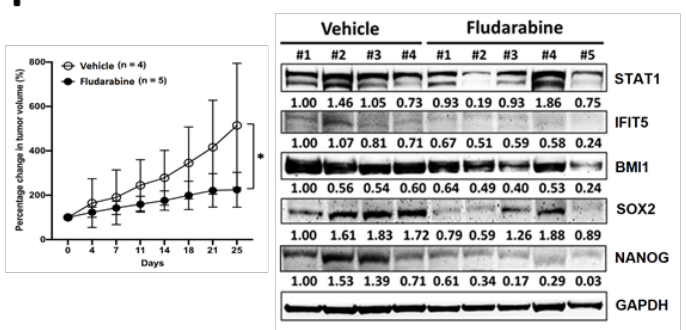 Vehicle
Fludarabine
#1 #2 #3 #4 #1 #2 #3 #4 #5
STAT1
1.00 1.46 1.05 0.73 0.93 0.19 0.93 1.86 0.75
IFIT5
1.00 1.07 0.81 0.71 0.67 0.51 0.59 0.58 0.24
BMI1
1.00 0.56 0.54 0.60 0.64 0.49 0.40 0.53 0.24
SOX2
1.00 1.61 1.83 1.72 0.79 0.59 1.26 1.88 0.89
NANOG
1.00 1.53 1.39 0.71 0.61 0.34 0.17 0.29 0.03
GAPDH
Percentage change in tumor volume (%)
800
600
400
200
0
Vehicle (n = 4)
Fludarabine (n = 5)
*
0 4 7 11 14 18 21 25
Days